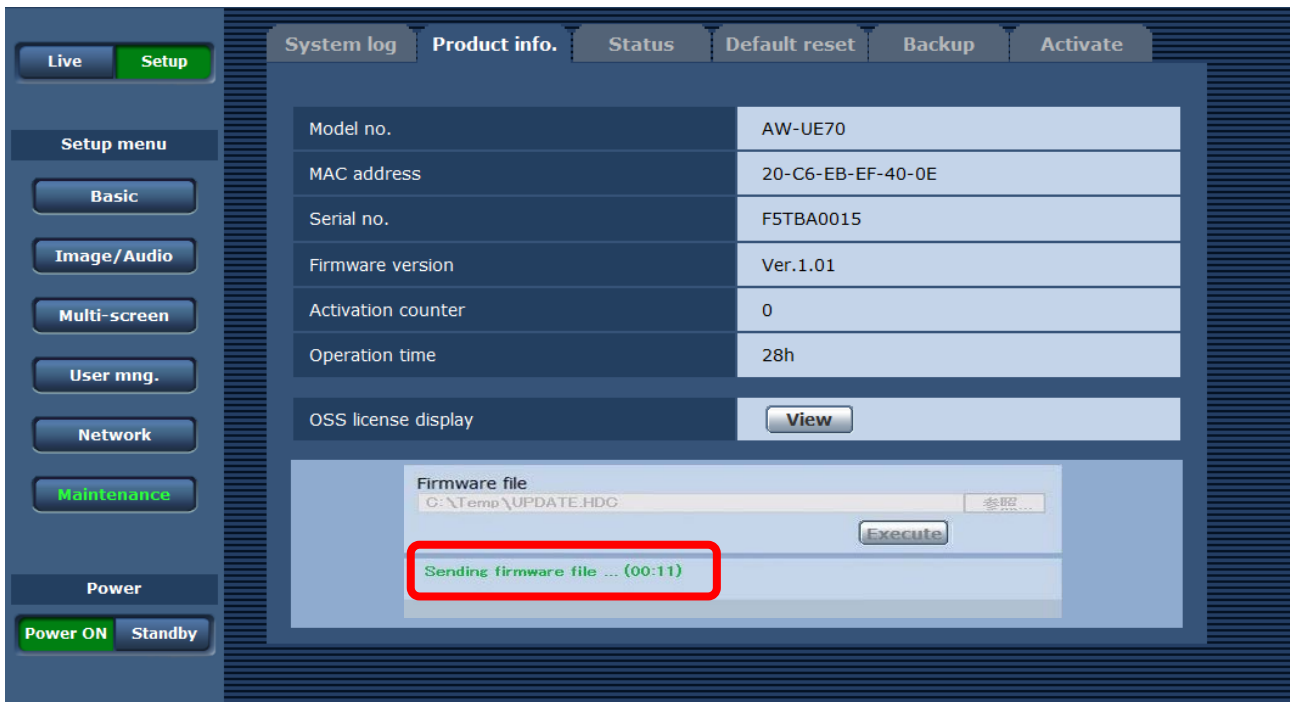 Live Setup
Setup menu
Basic
Image/Audio
Multi-screen
User mng.
Network
Maintenance
Power
Power ON Standby
System log Product info. Status Default reset Backup Activate
Model no. AW-UE70
MAC address 20-C6-EB-EF-40-0E
Serial no. F5TBA0015
Firmware version Ver.1.01
Activation counter 0
Operation time 28h
OSS license display View
Firmware file
C:\Temp\UPDATE.HDC 参照...
Execute
Sending firmware file ... (00:11)